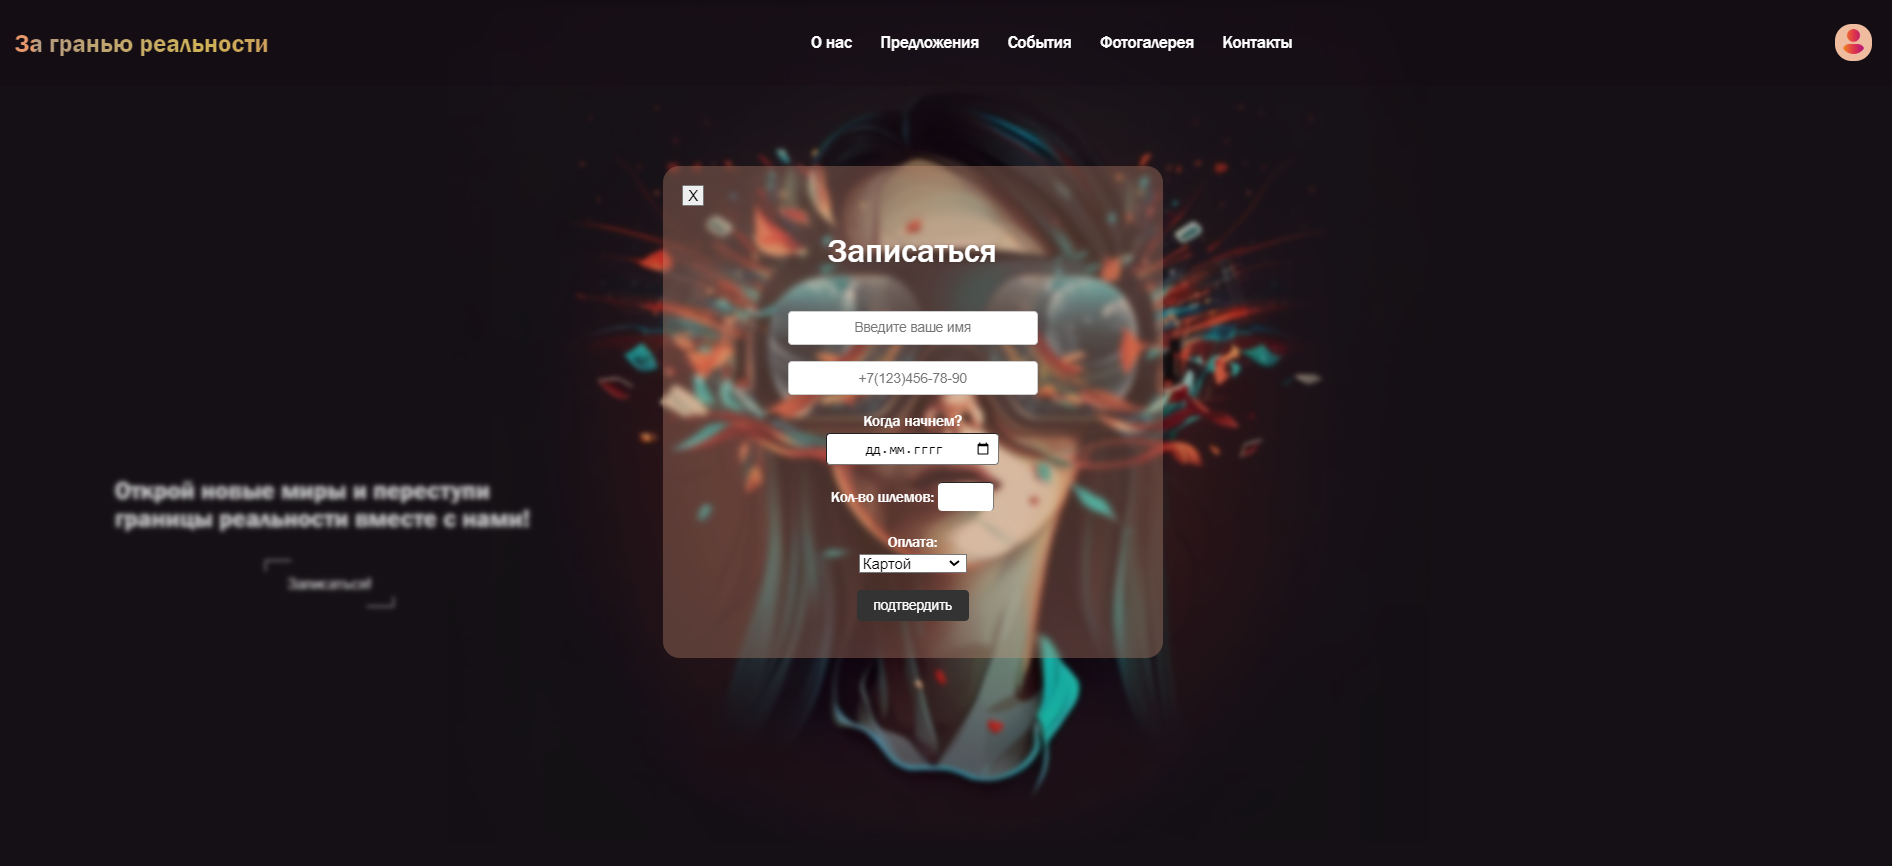 За гранью реальности
О нас Предложения События Фотогалерея Контакты
X
Записаться
Введите ваше имя
+7(123)456-78-90
Когда начнем?
дд.мм.гггг
Кол-во шлемов:
Оплата:
Картой
подтвердить
Открой новые миры и переступи
границы реальности вместе с нами!
Записаться!